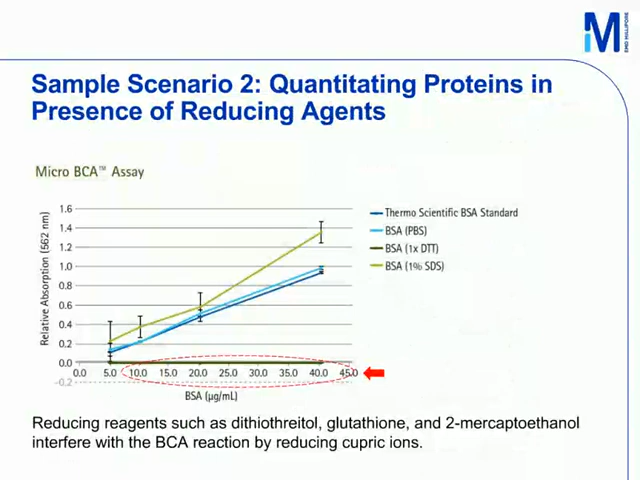 M
EMD MILLIPORE
Sample Scenario 2: Quantitating Proteins in
Presence of Reducing Agents
Micro BCA™ Assay
Relative Absorption (562 nm)
1.6
1.4
1.2
1.0
0.8
0.6
0.4
0.2
0.0
-0.2
0.0 5.0 10.0 15.0 20.0 25.0 30.0 35.0 40.0 45.0
BSA (µg/mL)
Thermo Scientific BSA Standard
BSA (PBS)
BSA (1x DTT)
BSA (1% SDS)
Reducing reagents such as dithiothreitol, glutathione, and 2-mercaptoethanol
interfere with the BCA reaction by reducing cupric ions.